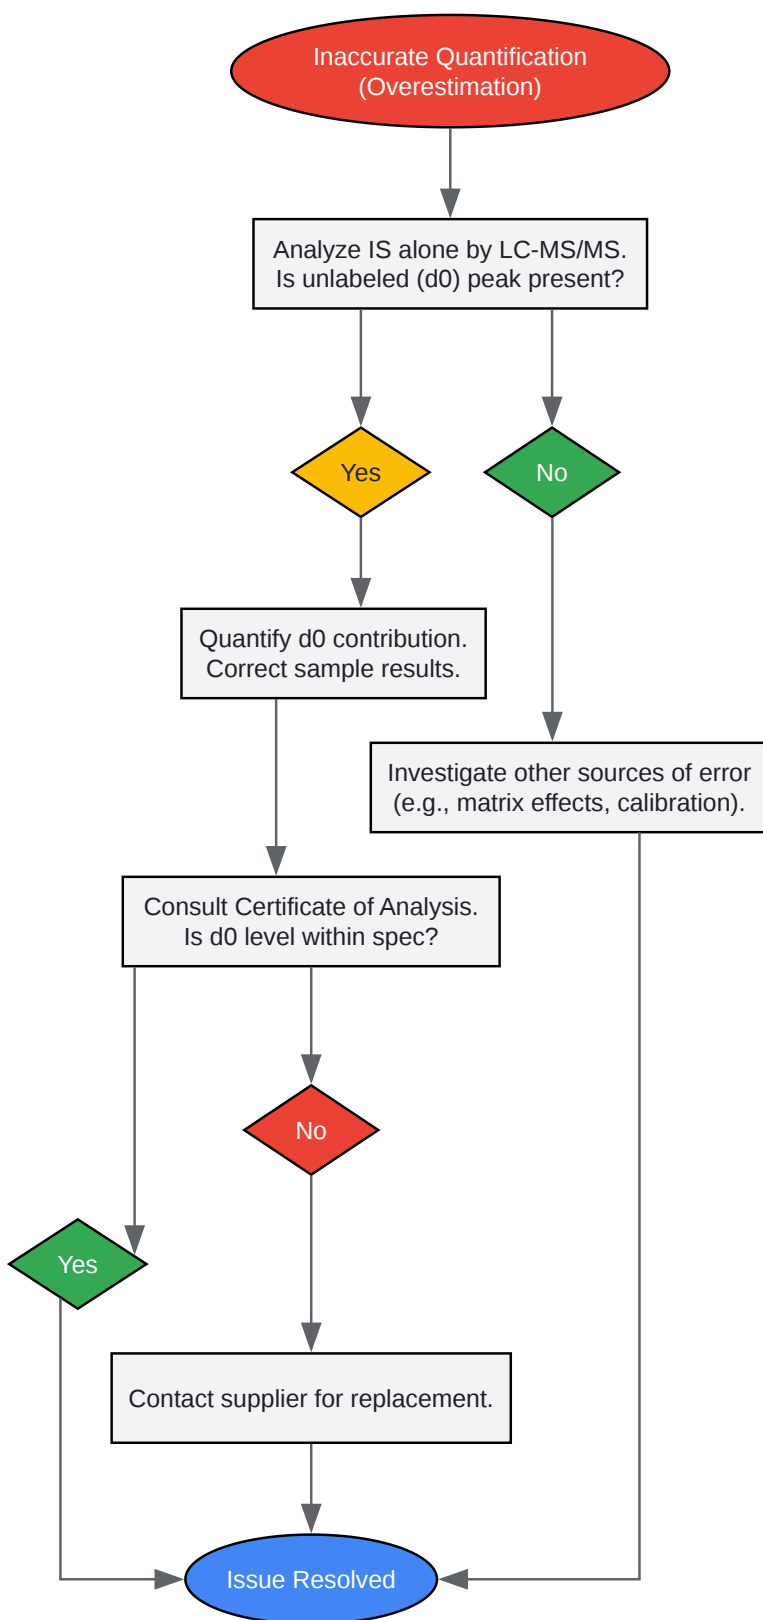 Inaccurate Quantification
(Overestimation)
Analyze IS alone by LC-MS/MS.
Is unlabeled (d0) peak present?
Yes
No
Quantify d0 contribution.
Correct sample results.
Investigate other sources of error
(e.g., matrix effects, calibration).
Consult Certificate of Analysis.
Is d0 level within spec?
No
Yes
Contact supplier for replacement.
Issue Resolved